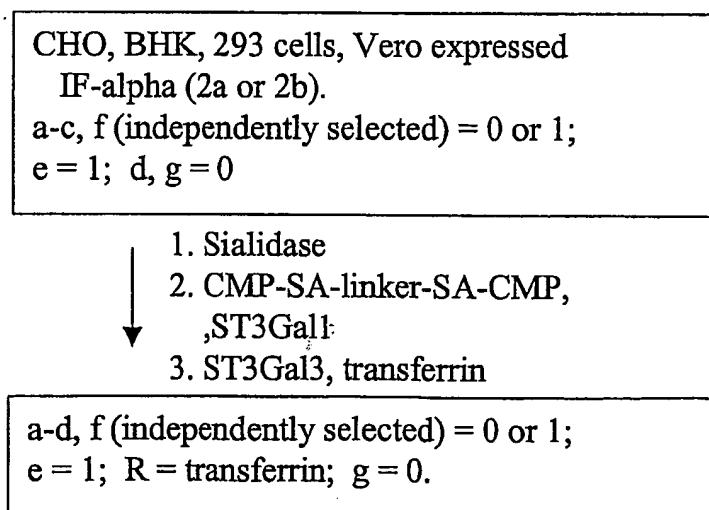 CHO, BHK, 293 cells, Vero expressed
IF-alpha (2a or 2b).
a-c, f (independently selected) = 0 or 1;
e = 1; d, g = 0
1. Sialidase
2. CMP-SA-linker-SA-CMP,
,ST3Gal1
3. ST3Gal3, transferrin
a-d, f (independently selected) = 0 or 1;
e = 1; R = transferrin; g = 0.